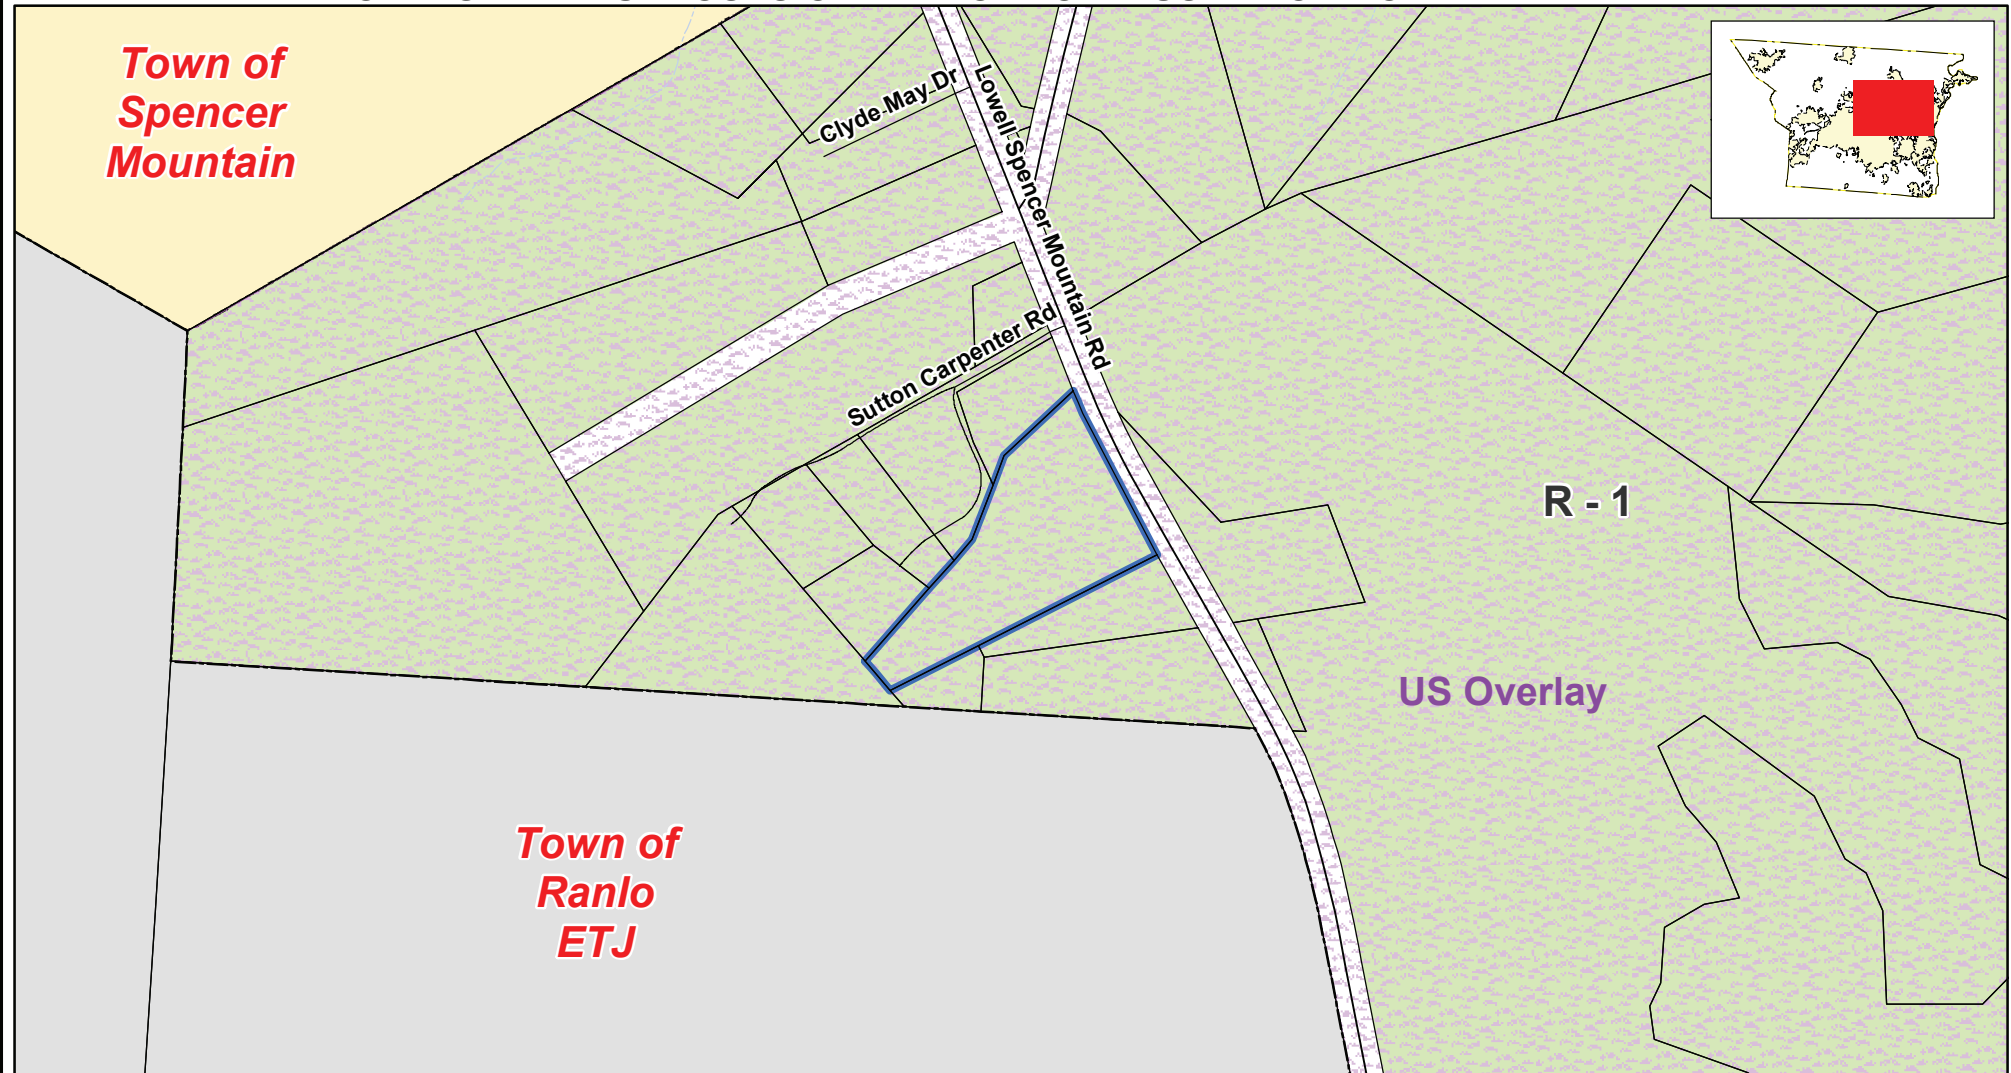 Town of
Spencer
Mountain
Clyde May Dr
Lowell Spencer Mountain Rd
Sutton Carpenter Rd
R - 1
US Overlay
Town of
Ranlo
ETJ